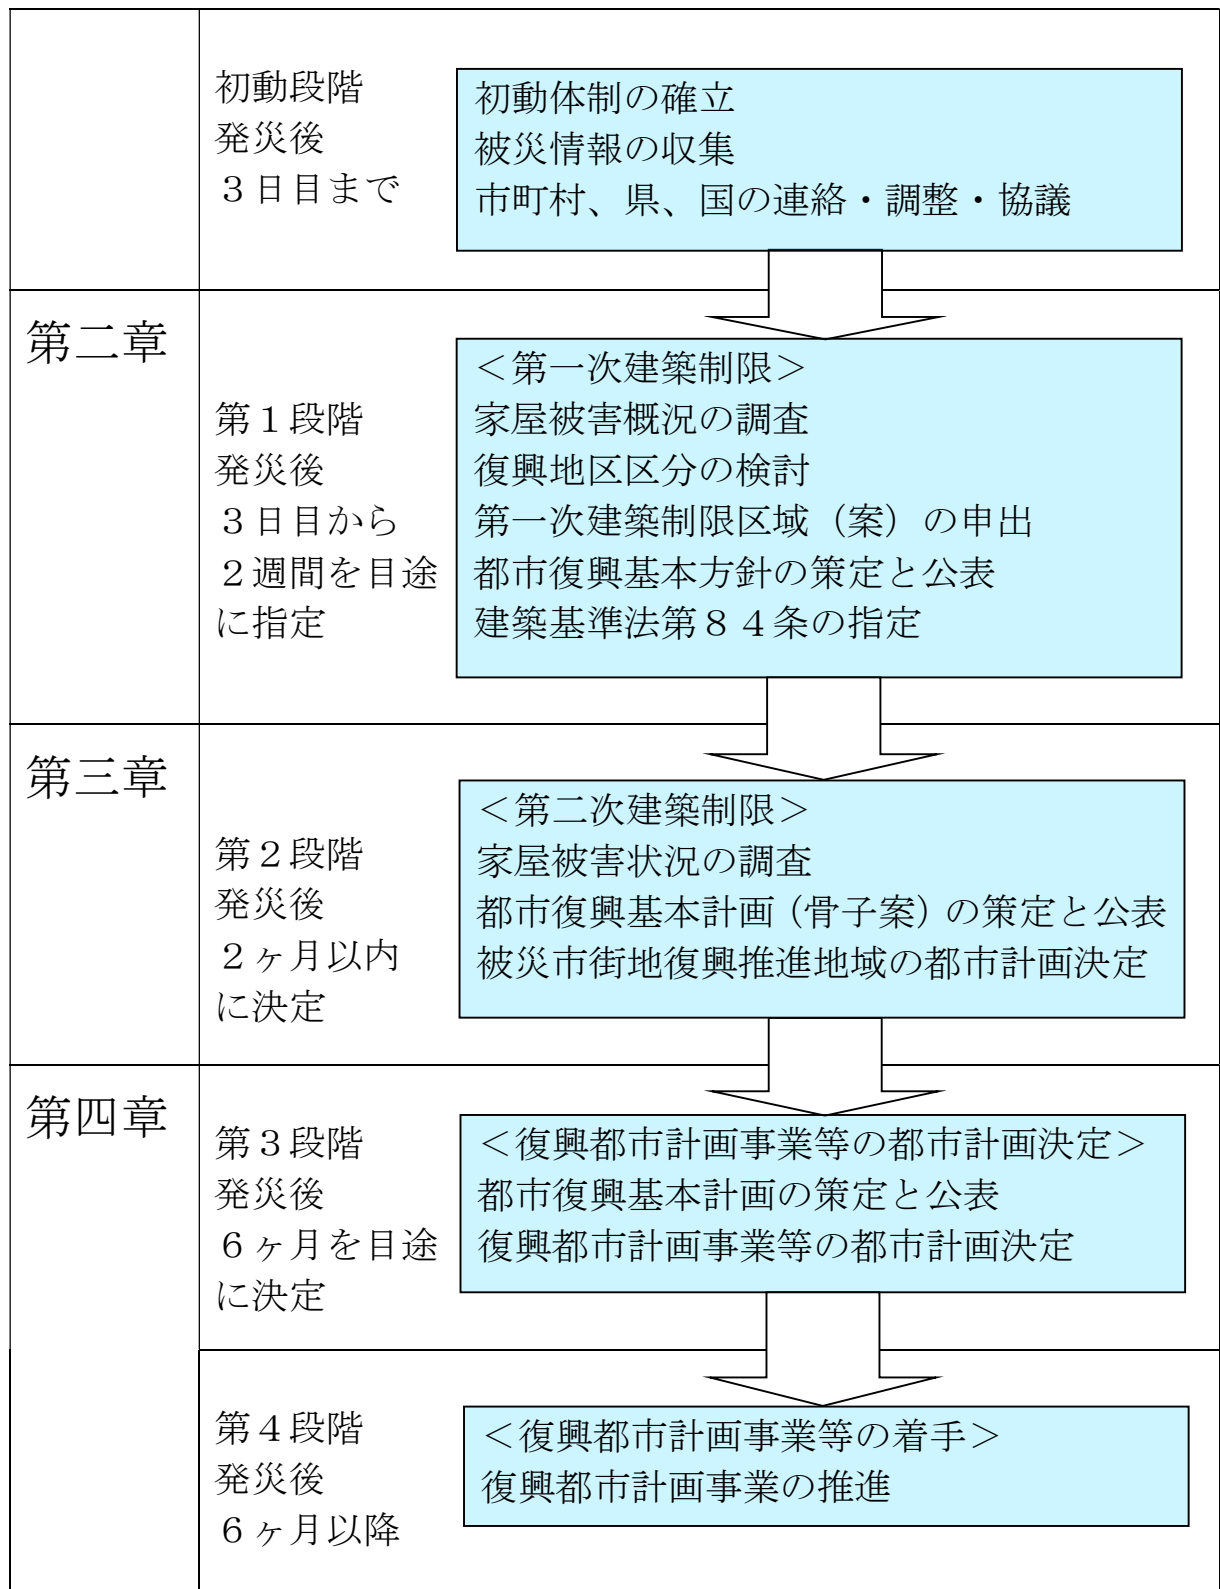 初動段階
発災後
３日目まで
初動体制の確立
被災情報の収集
市町村、県、国の連絡・調整・協議
第二章
第１段階
発災後
３日目から
２週間を目途
に指定
＜第一次建築制限＞
家屋被害概況の調査
復興地区区分の検討
第一次建築制限区域（案）の申出
都市復興基本方針の策定と公表
建築基準法第８４条の指定
第三章
第２段階
発災後
２ヶ月以内
に決定
＜第二次建築制限＞
家屋被害状況の調査
都市復興基本計画（骨子案）の策定と公表
被災市街地復興推進地域の都市計画決定
第四章
第３段階
発災後
６ヶ月を目途
に決定
＜復興都市計画事業等の都市計画決定＞
都市復興基本計画の策定と公表
復興都市計画事業等の都市計画決定
第４段階
発災後
６ヶ月以降
＜復興都市計画事業等の着手＞
復興都市計画事業の推進